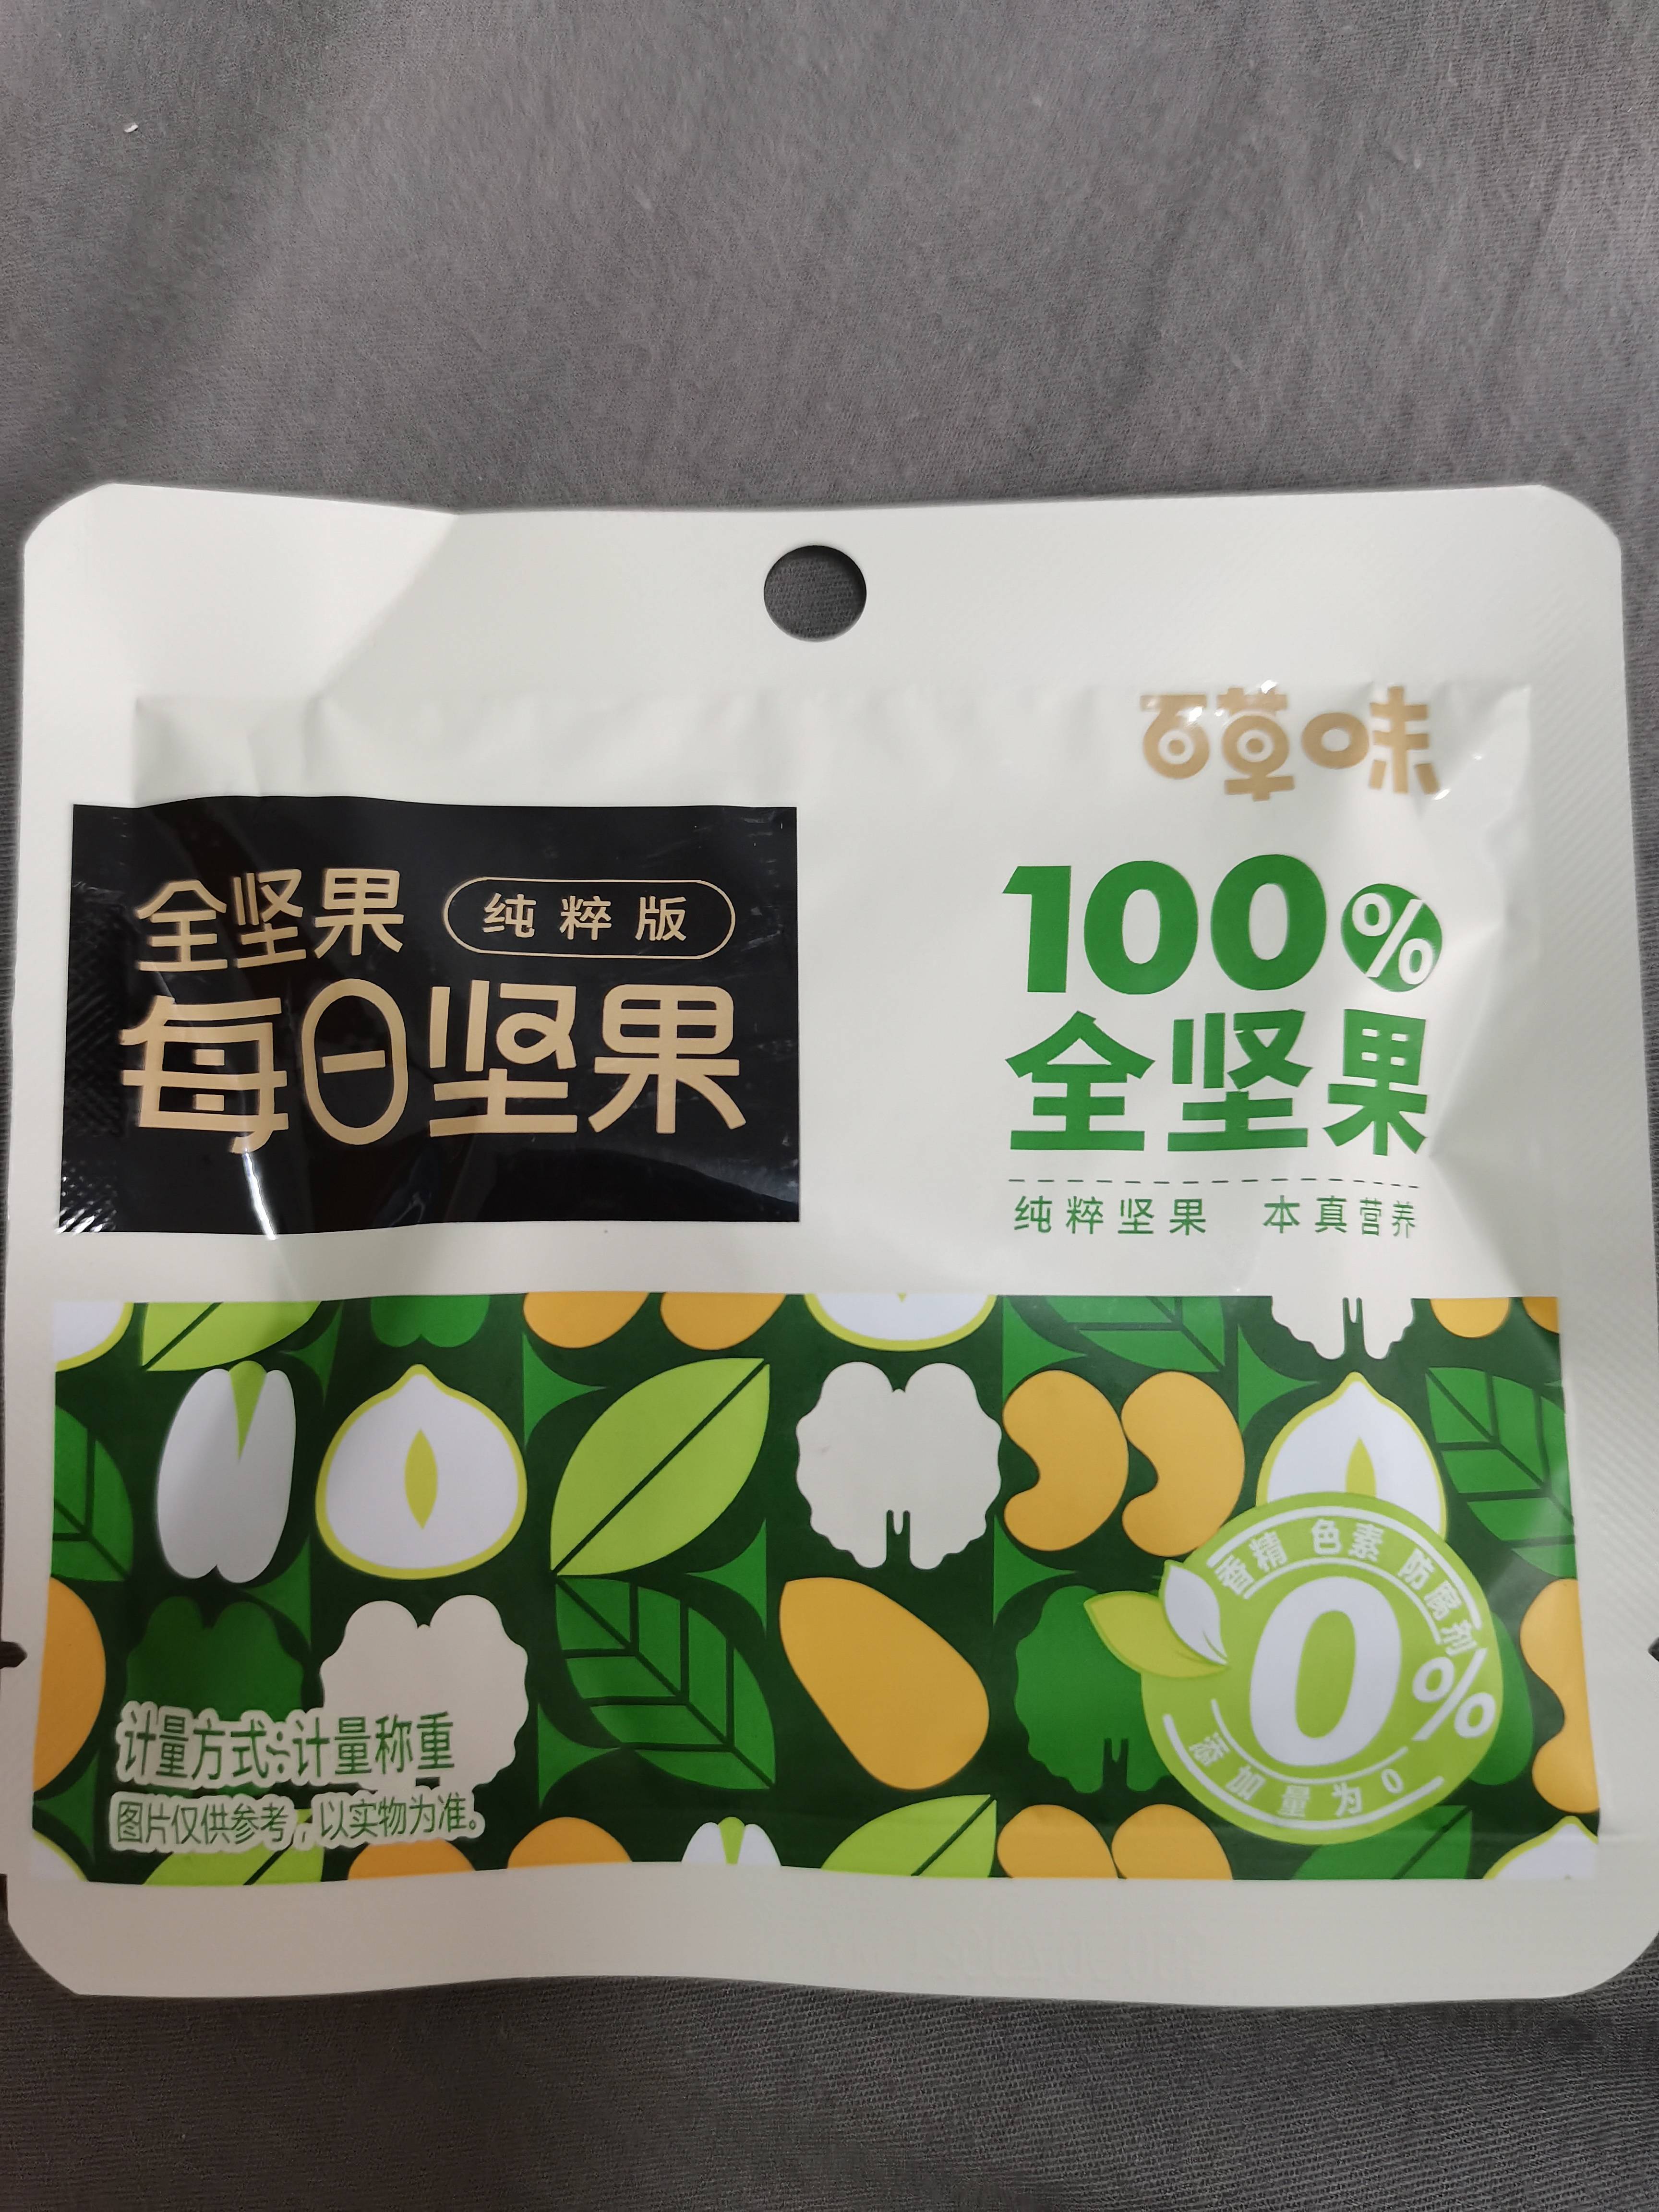 百草味
全坚果 纯粹版
每日坚果
100%
全坚果
纯粹坚果 本真营养
香精 色素 防腐剂
0%
添加量为0
计量方式:计量称重
图片仅供参考,以实物为准。